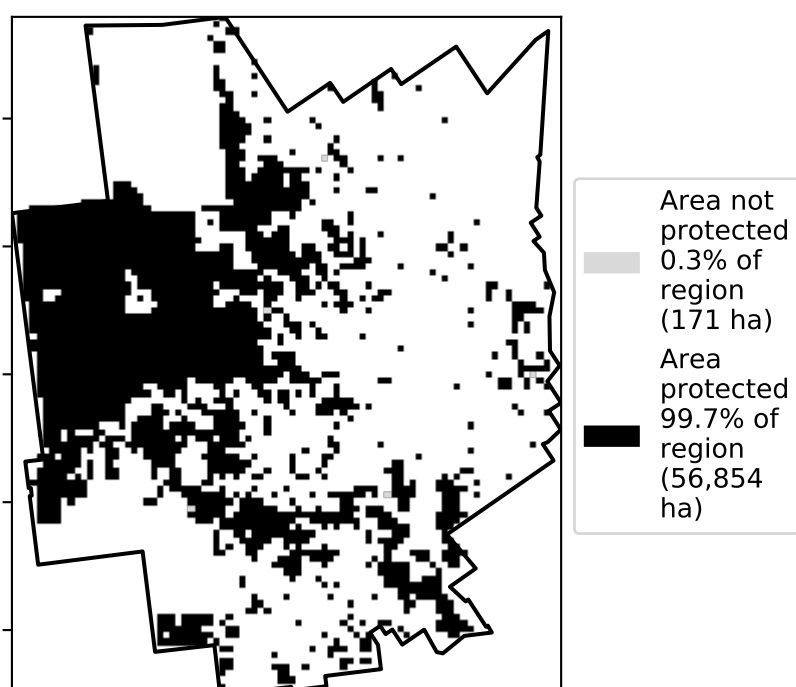 Area not
protected
0.3% of
region
(171 ha)
Area
protected
99.7% of
region
(56,854
ha)